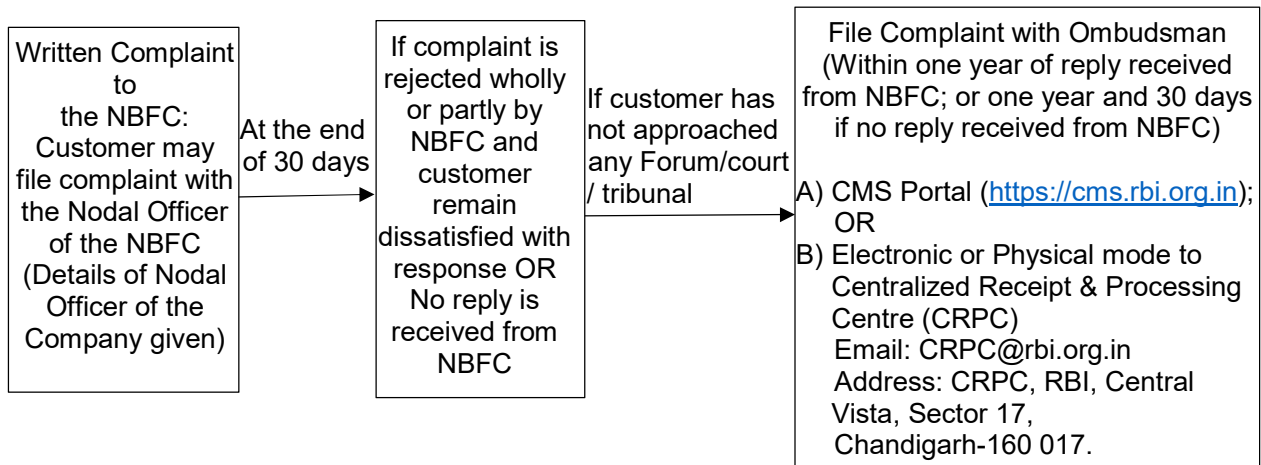 Written Complaint
to
the NBFC:
Customer may
file complaint with
the Nodal Officer
of the NBFC
(Details of Nodal
Officer of the
Company given)
At the end
of 30 days
If complaint is
rejected wholly
or partly by
NBFC and
customer
remain
dissatisfied with
response OR
No reply is
received from
NBFC
If customer has
not approached
any Forum/court
/ tribunal
File Complaint with Ombudsman
(Within one year of reply received
from NBFC; or one year and 30 days
if no reply received from NBFC)
A) CMS Portal (https://cms.rbi.org.in);
OR
B) Electronic or Physical mode to
Centralized Receipt & Processing
Centre (CRPC)
Email: CRPC@rbi.org.in
Address: CRPC, RBI, Central
Vista, Sector 17,
Chandigarh-160 017.